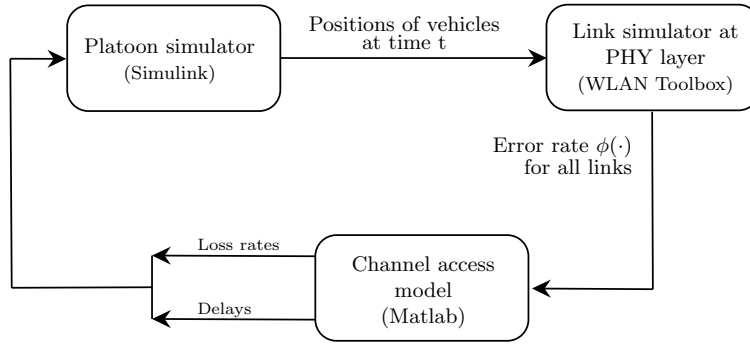 Platoon simulator
(Simulink)
Positions of vehicles
at time t
Link simulator at
PHY layer
(WLAN Toolbox)
Error rate ϕ(·)
for all links
Channel access
model
(Matlab)
Loss rates
Delays